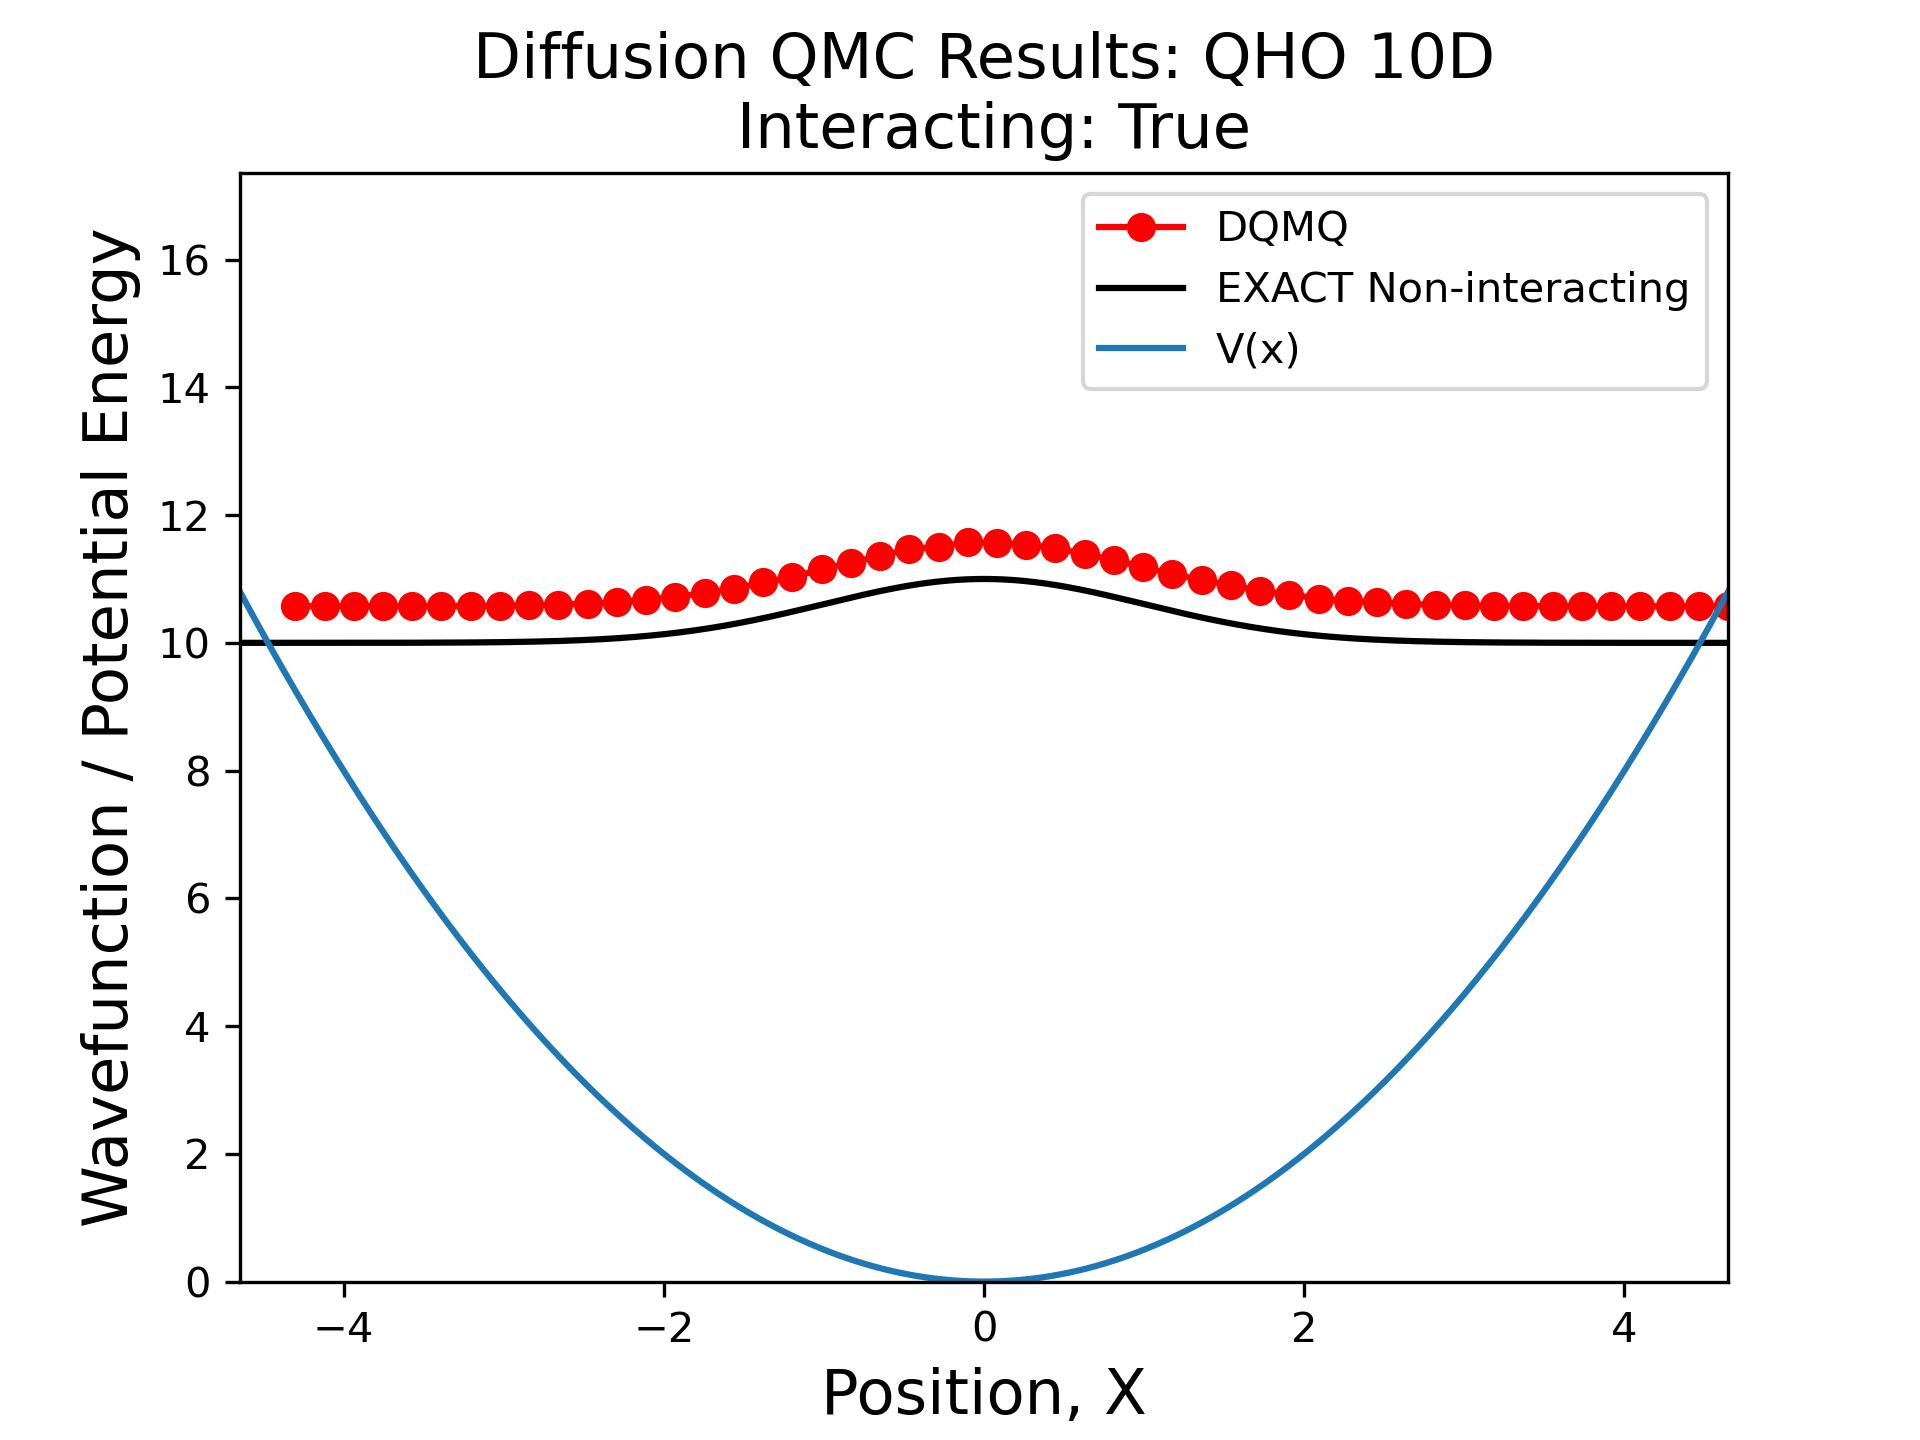 Diffusion QMC Results: QHO 10D
Interacting: True
DQMQ
EXACT Non-interacting
V(x)
Wavefunction / Potential Energy
16
14
12
10
8
6
4
2
0
−4
−2
0
2
4
Position, X